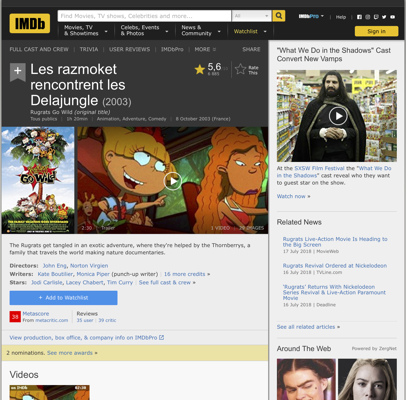 IMDb
Find Movies, TV shows, Celebrities and more...
All
IMDbPro
Help
Movies, TV & Showtimes
Celebs, Events & Photos
News & Community
Watchlist
Sign in
FULL CAST AND CREW
TRIVIA
USER REVIEWS
IMDbPro
MORE
SHARE
Les razmoket
rencontrent les
Delajungle (2003)
Rugrats Go Wild (original title)
Tous publics | 1h 20min | Animation, Adventure, Comedy | 8 October 2003 (France)
5,6
Rate This
Go Wild!
2:30
Trailer
1 VIDEO
IMAGES
The Rugrats get tangled in an exotic adventure, where they're helped by the Thornberrys, a
family that travels the world making nature documentaries.
Directors: John Eng, Norton Virgien
Writers: Kate Boutilier, Monica Piper (punch-up writer) | 16 more credits »
Stars: Jodi Carlisle, Lacey Chabert, Tim Curry | See full cast & crew »
+ Add to Watchlist
38
Metascore
From metacritic.com
Reviews
35 user | 39 critic
View production, box office, & company info on IMDbPro
2 nominations. See more awards »
Videos
"What We Do in the Shadows" Cast
Convert New Vamps
At the SXSW Film Festival the "What We
Do in the Shadows" cast reveal who they want
to guest star on the show.
Watch now »
Related News
Rugrats Live-Action Movie Is Heading to
the Big Screen
17 July 2018 | MovieWeb
Rugrats Revival Ordered at Nickelodeon
16 July 2018 | TVLine.com
'Rugrats' Returns With Nickelodeon
Series Revival & Live-Action Paramount
Movie
16 July 2018 | Deadline
See all related articles »
Around The Web
Powered by ZergNet